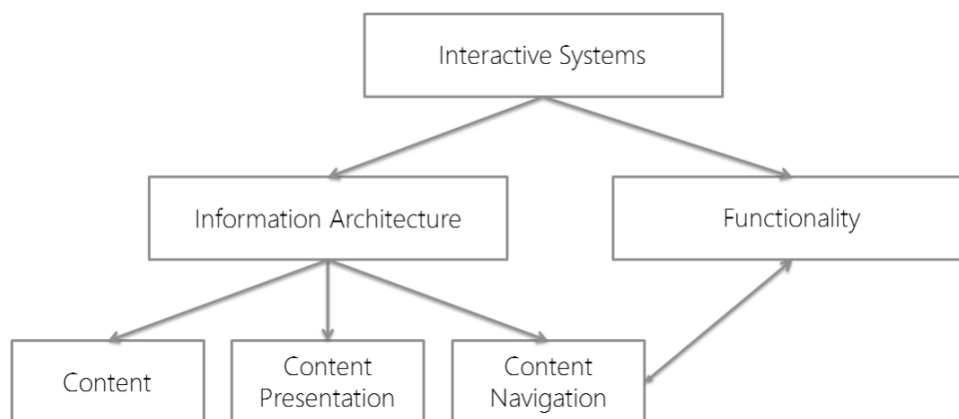 Interactive Systems
Information Architecture
Functionality
Content
Content
Presentation
Content
Navigation